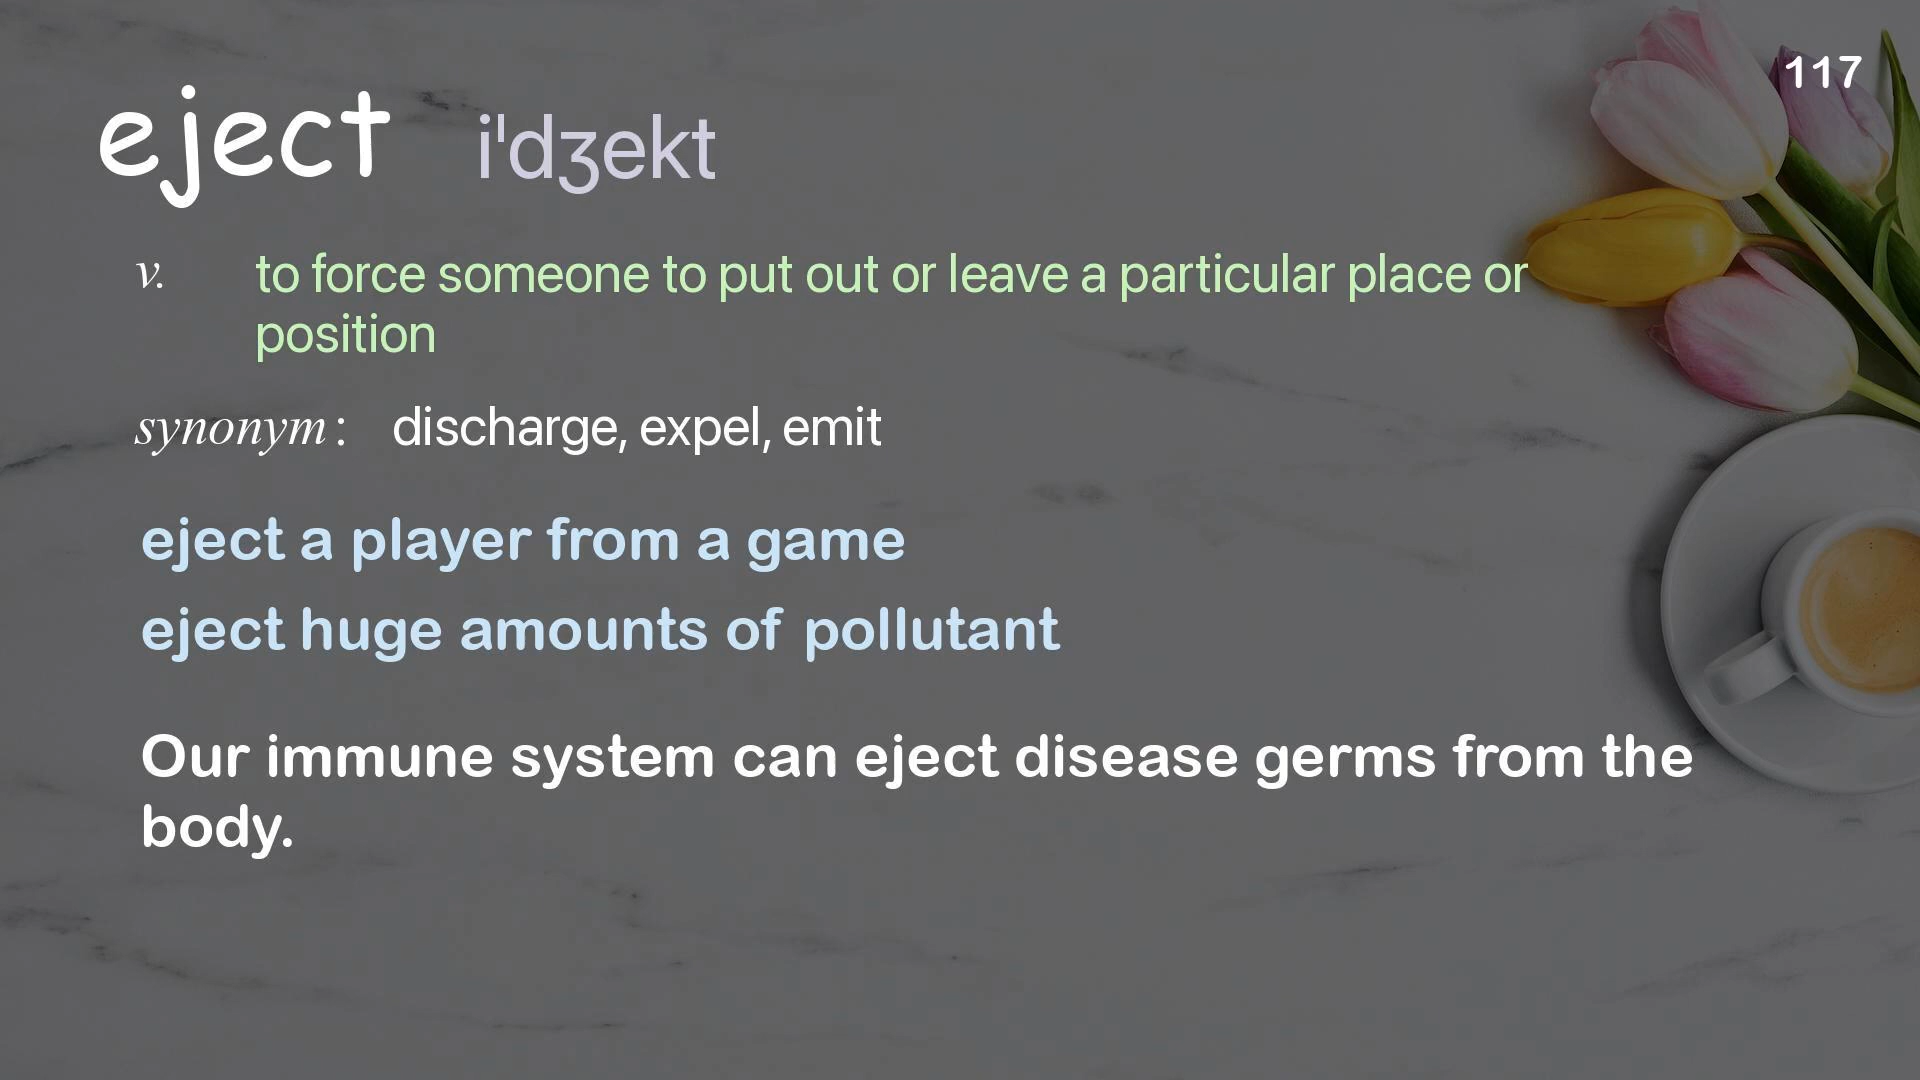 117
eject iˈdʒekt
v. to force someone to put out or leave a particular place or
position
synonym: discharge, expel, emit
eject a player from a game
eject huge amounts of pollutant
Our immune system can eject disease germs from the
body.